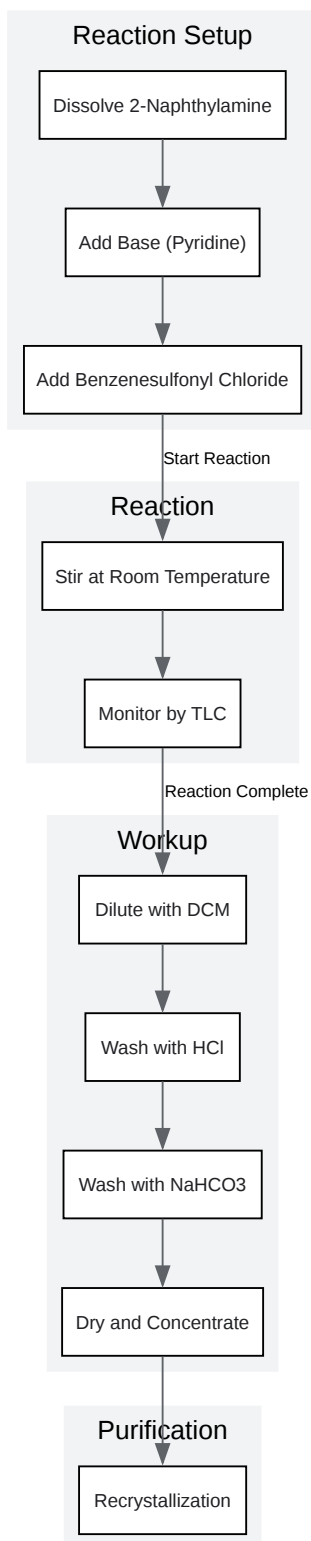 Reaction Setup
Dissolve 2-Naphthylamine
Add Base (Pyridine)
Add Benzenesulfonyl Chloride
Start Reaction
Reaction
Stir at Room Temperature
Monitor by TLC
Reaction Complete
Workup
Dilute with DCM
Wash with HCl
Wash with NaHCO3
Dry and Concentrate
Purification
Recrystallization